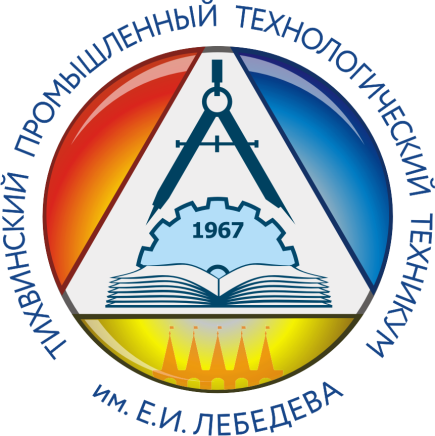 ТИХВИНСКИЙ ПРОМЫШЛЕННЫЙ ТЕХНОЛОГИЧЕСКИЙ ТЕХНИКУМ
1967
им. Е.И. ЛЕБЕДЕВА